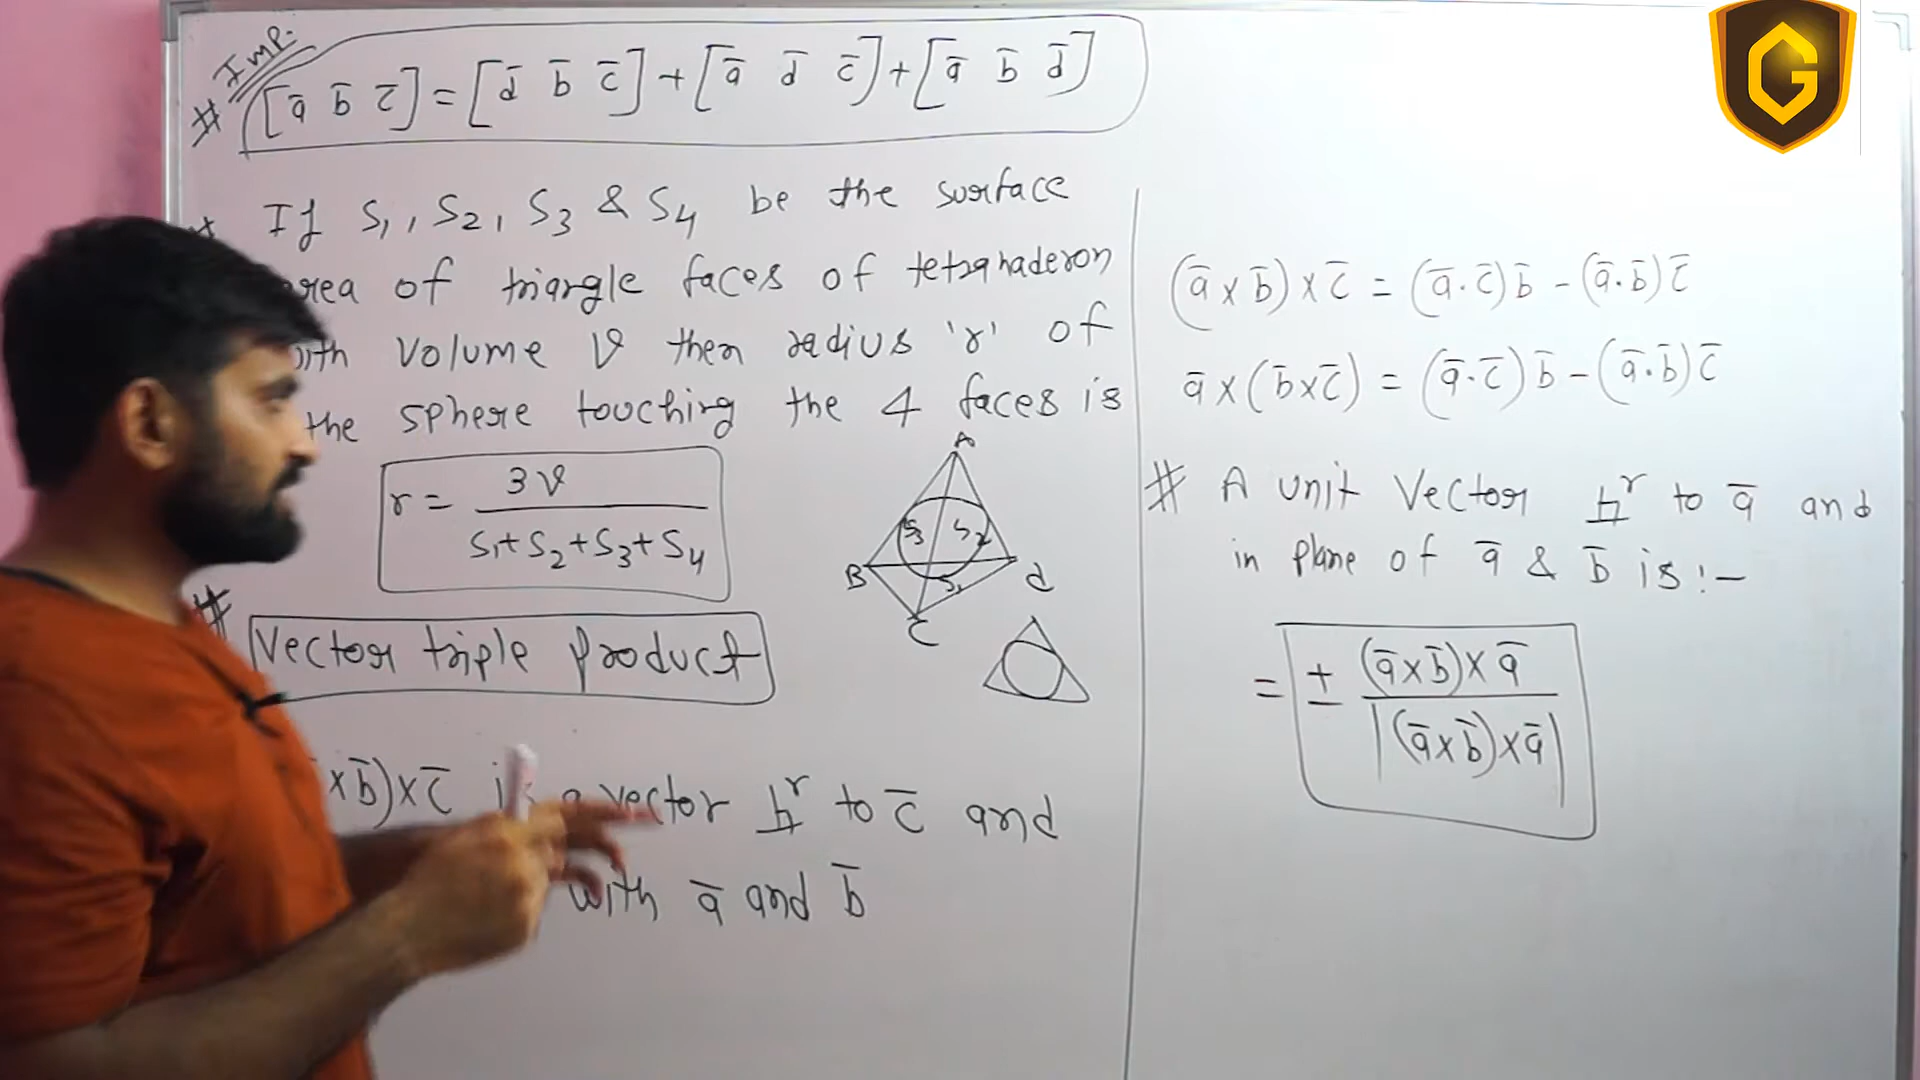 Imp.
# [a̅ b̅ c̅] = [d̅ b̅ c̅] + [a̅ d̅ c̅] + [a̅ b̅ d̅]
If S₁, S₂, S₃ & S₄ be the surface
area of triangle faces of tetrahaderon
with volume V then radius 'r' of
the sphere touching the 4 faces is
r = 3V / S₁+S₂+S₃+S₄
A
S₃ S₂
B S₁ d
C
# Vector triple product
×b̅)×c̅ is a vector ⊥ʳ to c̅ and
with a̅ and b̅
(a̅×b̅)×c̅ = (a̅.c̅)b̅ - (a̅.b̅)c̅
a̅×(b̅×c̅) = (a̅.c̅)b̅ - (a̅.b̅)c̅
# A unit vector ⊥ʳ to a̅ and
in plane of a̅ & b̅ is:-
= ± (a̅×b̅)×a̅ / |(a̅×b̅)×a̅|
G